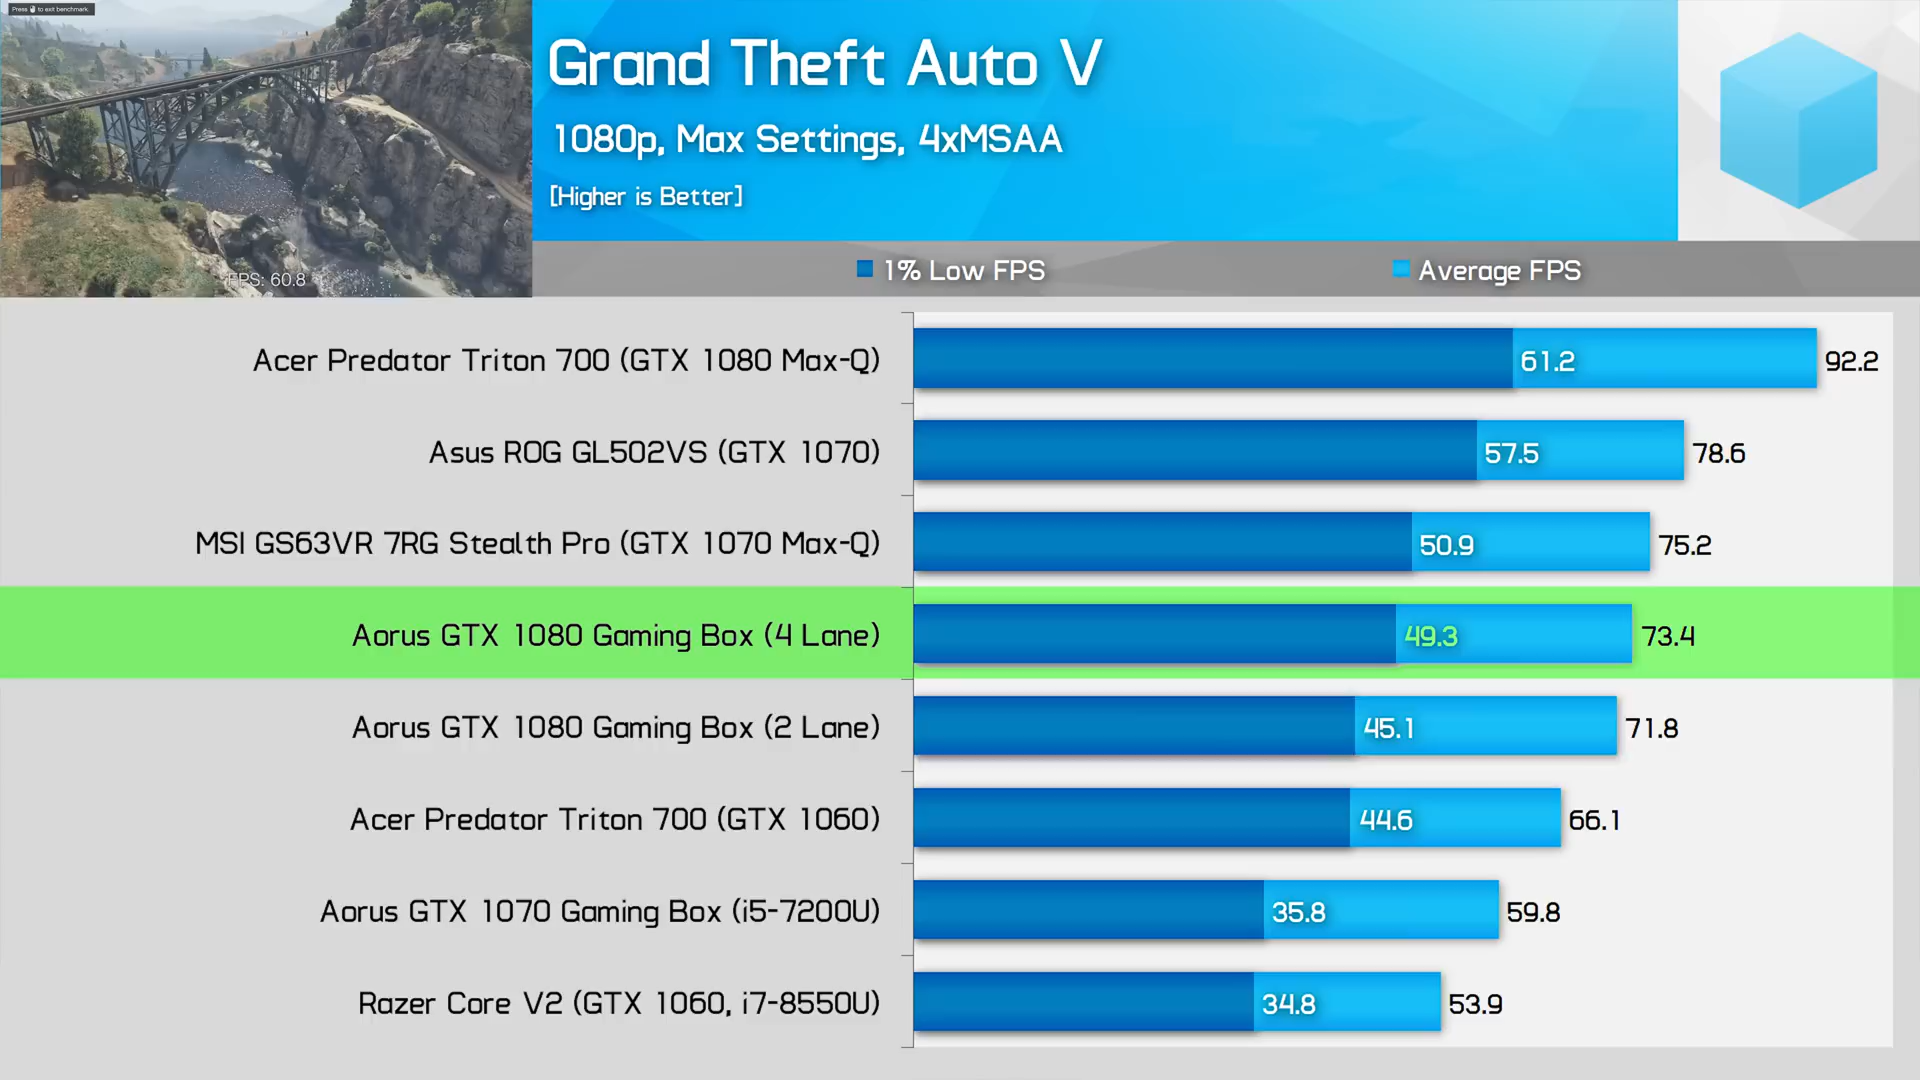 Press to exit benchmark.
Grand Theft Auto V
1080p, Max Settings, 4xMSAA
[Higher is Better]
FPS: 60.8
1% Low FPS
Average FPS
Acer Predator Triton 700 (GTX 1080 Max-Q)
61.2
92.2
Asus ROG GL502VS (GTX 1070)
57.5
78.6
MSI GS63VR 7RG Stealth Pro (GTX 1070 Max-Q)
50.9
75.2
Aorus GTX 1080 Gaming Box (4 Lane)
49.3
73.4
Aorus GTX 1080 Gaming Box (2 Lane)
45.1
71.8
Acer Predator Triton 700 (GTX 1060)
44.6
66.1
Aorus GTX 1070 Gaming Box (i5-7200U)
35.8
59.8
Razer Core V2 (GTX 1060, i7-8550U)
34.8
53.9